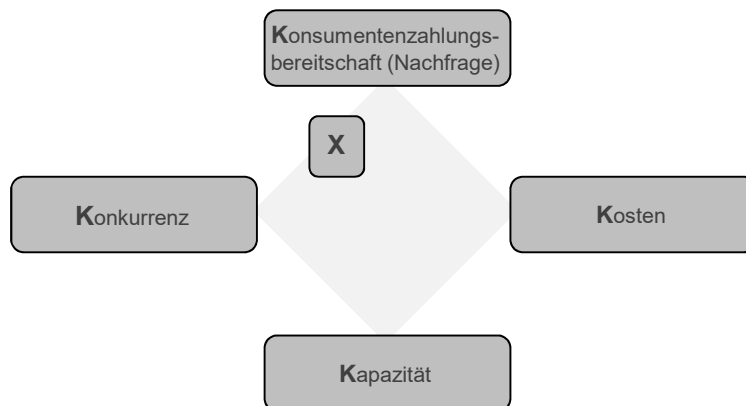 Konsumentenzahlungs-
bereitschaft (Nachfrage)
X
Konkurrenz
Kosten
Kapazität